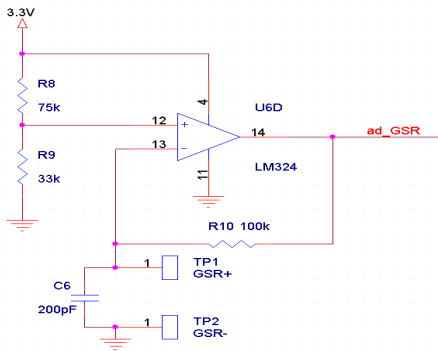 3.3V
R8
75k
R9
33k
12
13
+
-
4
11
14
U6D
LM324
ad_GSR
R10 100k
C6
200pF
1
TP1
GSR+
1
TP2
GSR-